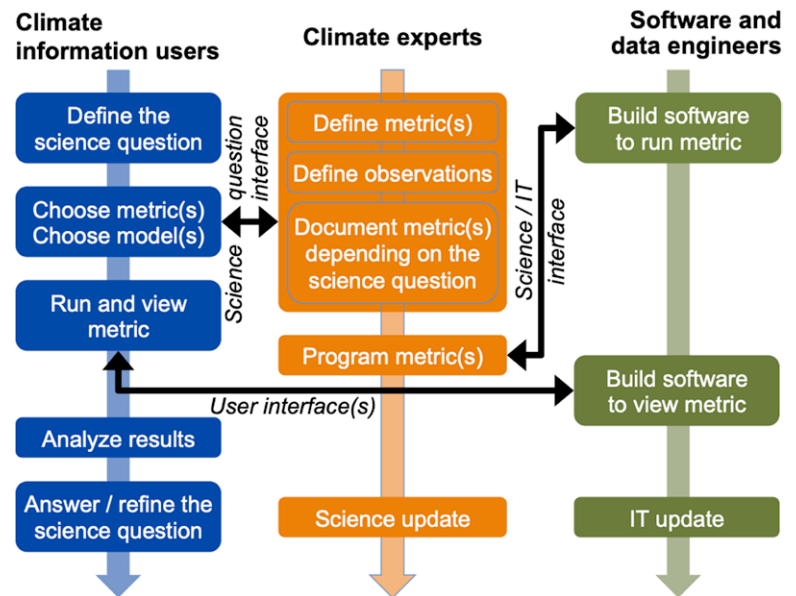 Climate
information users
Climate experts
Software and
data engineers
Define the
science question
Choose metric(s)
Choose model(s)
Run and view
metric
Analyze results
Answer / refine the
science question
Science question
interface
Define metric(s)
Define observations
Document metric(s)
depending on the
science question
Program metric(s)
Science update
Science / IT
interface
User interface(s)
Build software
to run metric
Build software
to view metric
IT update